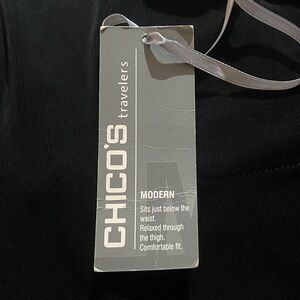 CHICO'S
travelers
MODERN
Sits just below the
waist.
Relaxed through
the thigh.
Comfortable fit.